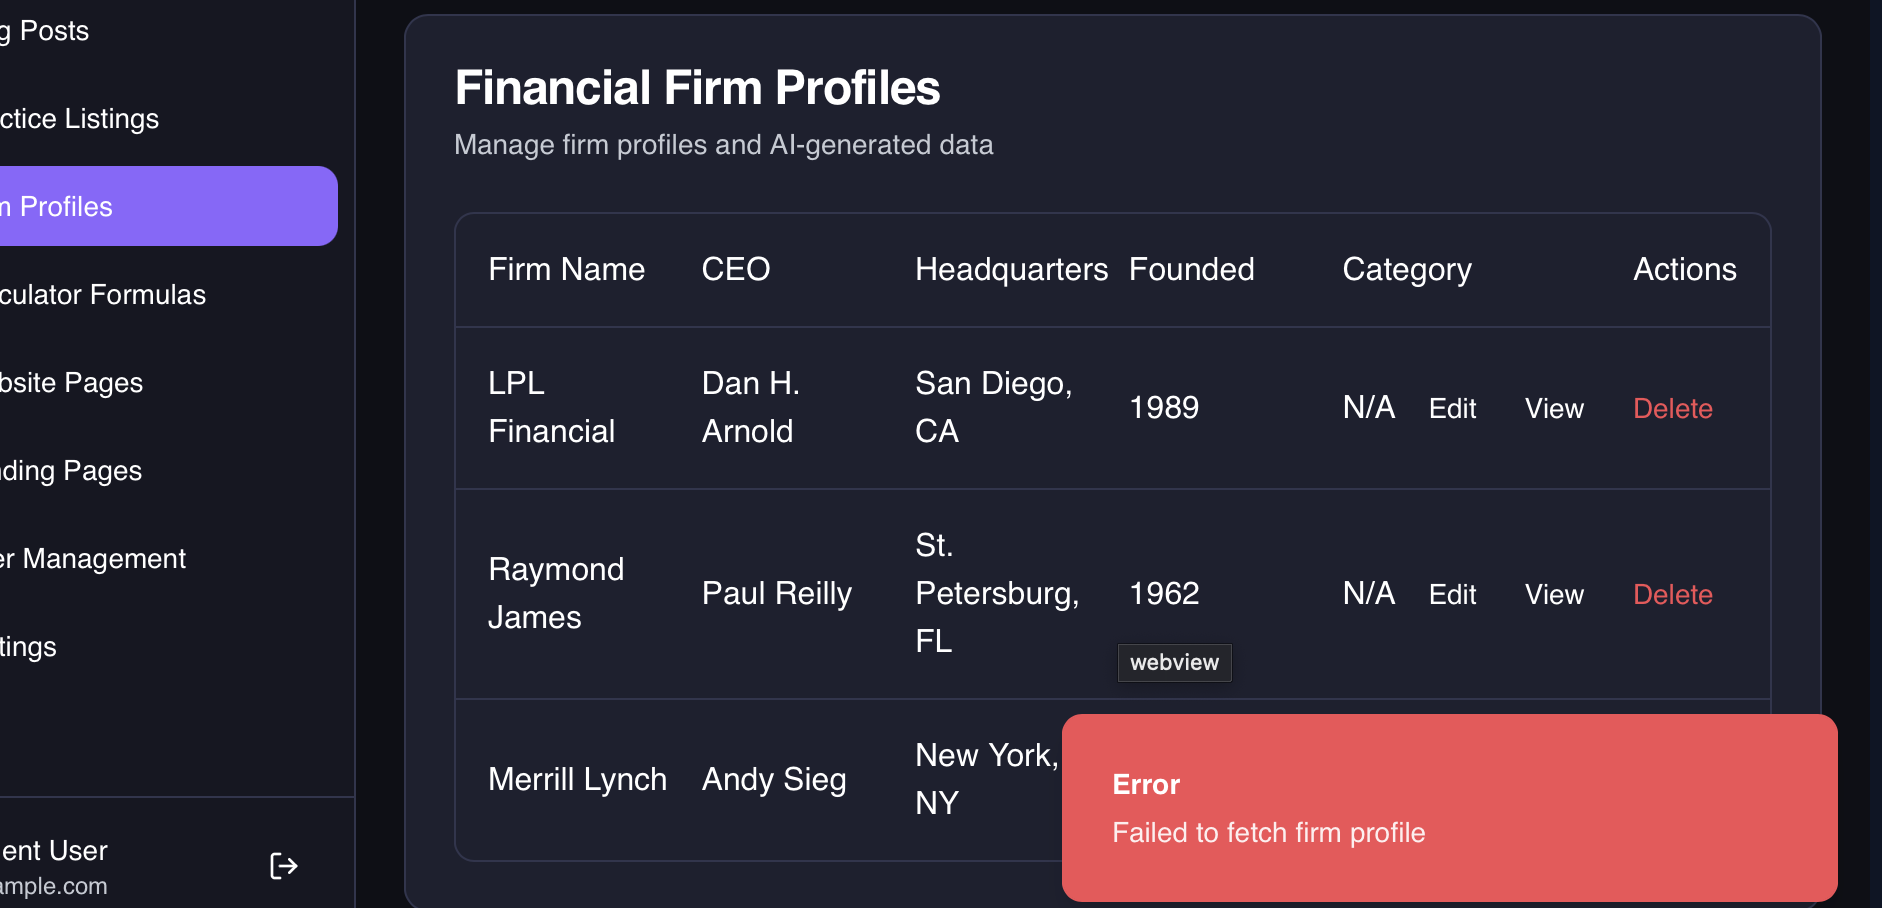 g Posts
ctice Listings
m Profiles
culator Formulas
bsite Pages
nding Pages
er Management
tings
ent User
ample.com
Financial Firm Profiles
Manage firm profiles and AI-generated data
Firm Name CEO Headquarters Founded Category Actions
LPL Financial Dan H. Arnold San Diego, CA 1989 N/A Edit View Delete
Raymond James Paul Reilly St. Petersburg, FL 1962 N/A Edit View Delete
webview
Merrill Lynch Andy Sieg New York, NY
Error
Failed to fetch firm profile